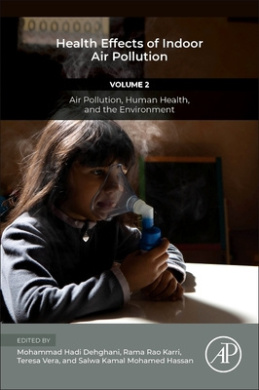 Health Effects of Indoor
Air Pollution
VOLUME 2
Air Pollution, Human Health,
and the Environment
EDITED BY
Mohammad Hadi Dehghani, Rama Rao Karri,
Teresa Vera, and Salwa Kamal Mohamed Hassan
AP